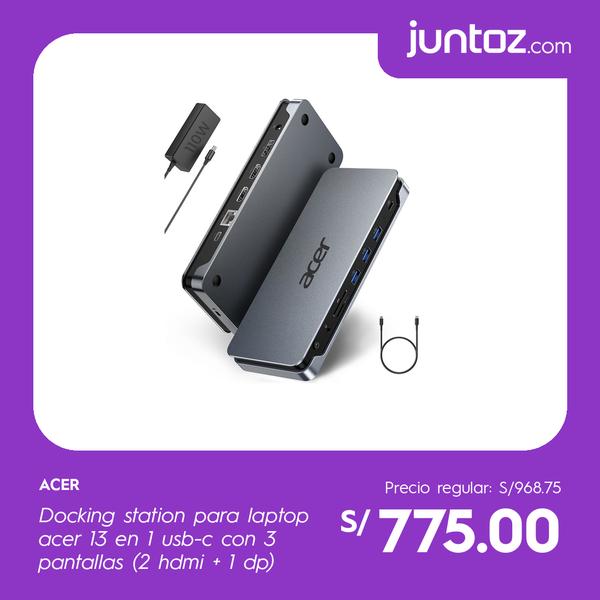 juntoz.com
110W
acer
ACER
Docking station para laptop
acer 13 en 1 usb-c con 3
pantallas (2 hdmi + 1 dp)
Precio regular: S/968.75
S/775.00